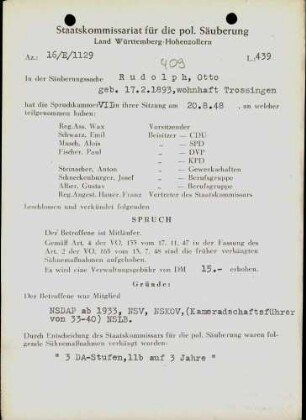 Staatskommissariat für die pol. Säuberung
Land Württemberg-Hohenzollern
Az.: 16/E/1129
409
L: 439
In der Säuberungssache Rudolph, Otto
geb. 17.2.1893, wohnhaft Trossingen
hat die Spruchkammer VII in ihrer Sitzung am 20.8.48 , an welcher
teilgenommen haben:
Reg.Ass. Wax Vorsitzender
Schwarz, Emil Beisitzer — CDU
Musch, Alois „ — SPD
Fischer, Paul „ — DVP
„ — KPD
Steinacher, Anton „ — Gewerkschaften
Schneckenburger, Josef „ — Berufsgruppe
Alber, Gustav „ — Berufsgruppe
Reg.Angest. Hauer, Franz Vertreter des Staatskommissars
beschlossen und verkündet folgenden
SPRUCH
Der Betroffene ist Mitläufer.
Gemäß Art. 4 der VO. 133 vom 17. 11. 47 in der Fassung des
Art. 2 der VO. 165 vom 13. 7. 48 sind die früher verhängten
Sühnemaßnahmen aufgehoben.
Es wird eine Verwaltungsgebühr von DM 15.- erhoben.
Gründe:
Der Betroffene war Mitglied
NSDAP ab 1933, NSV, NSKOV,(Kameradschaftsführer
von 33-40) NSLB.
Durch Entscheidung des Staatskommissars für die pol. Säuberung waren fol-
gende Sühnemaßnahmen verhängt worden:
" 3 DA-Stufen,11b auf 3 Jahre "